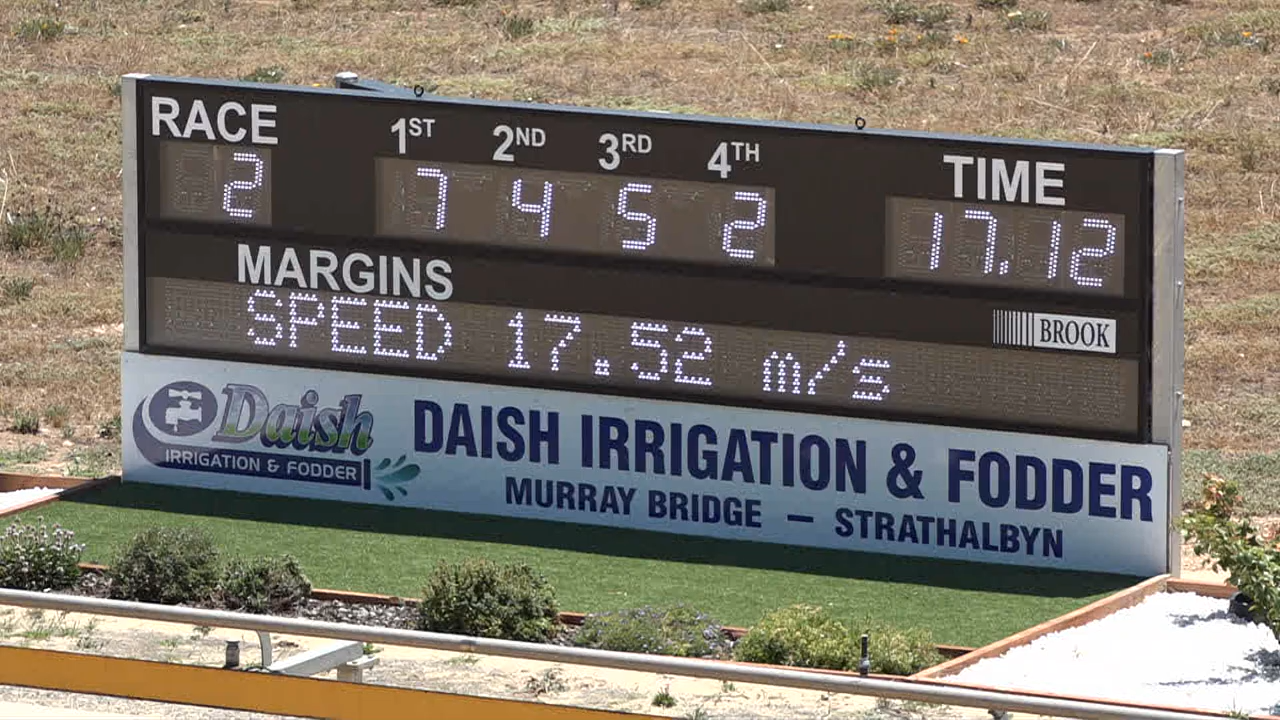 RACE 1ST 2ND 3RD 4TH TIME
2 7 4 5 2 17.12
MARGINS
SPEED 17.52 m/s
BROOK
Daish
IRRIGATION & FODDER
DAISH IRRIGATION & FODDER
MURRAY BRIDGE — STRATHALBYN